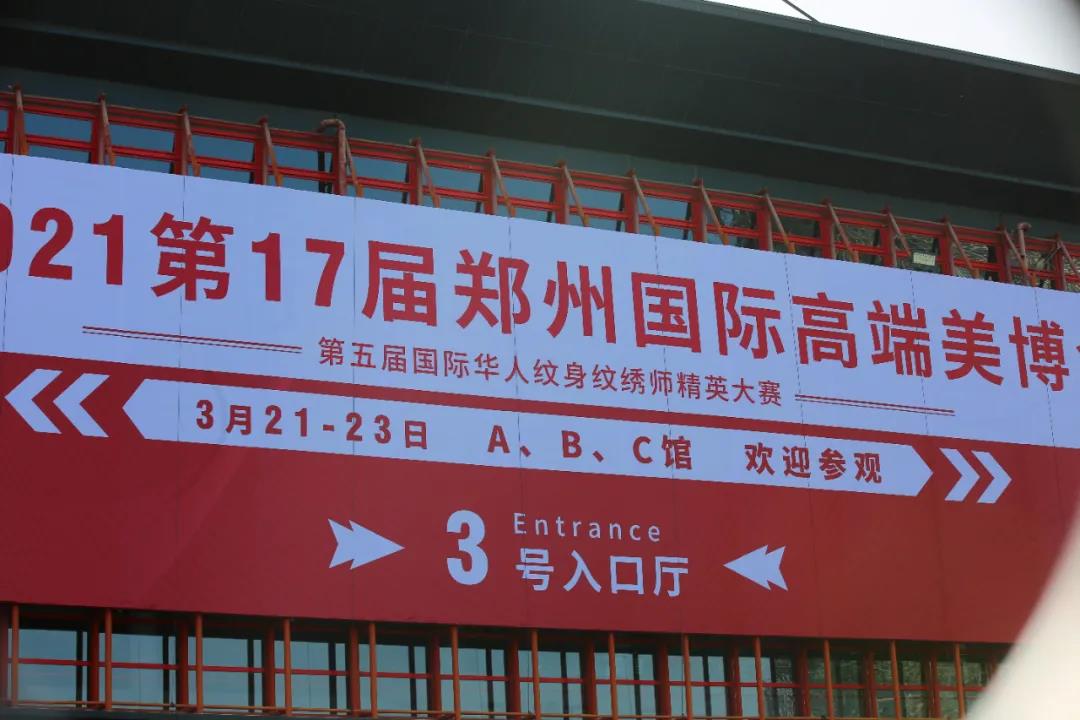 021第17届郑州国际高端美博
第五届国际华人纹身纹绣师精英大赛
3月21-23日 A、B、C馆 欢迎参观
3 Entrance
号入口厅